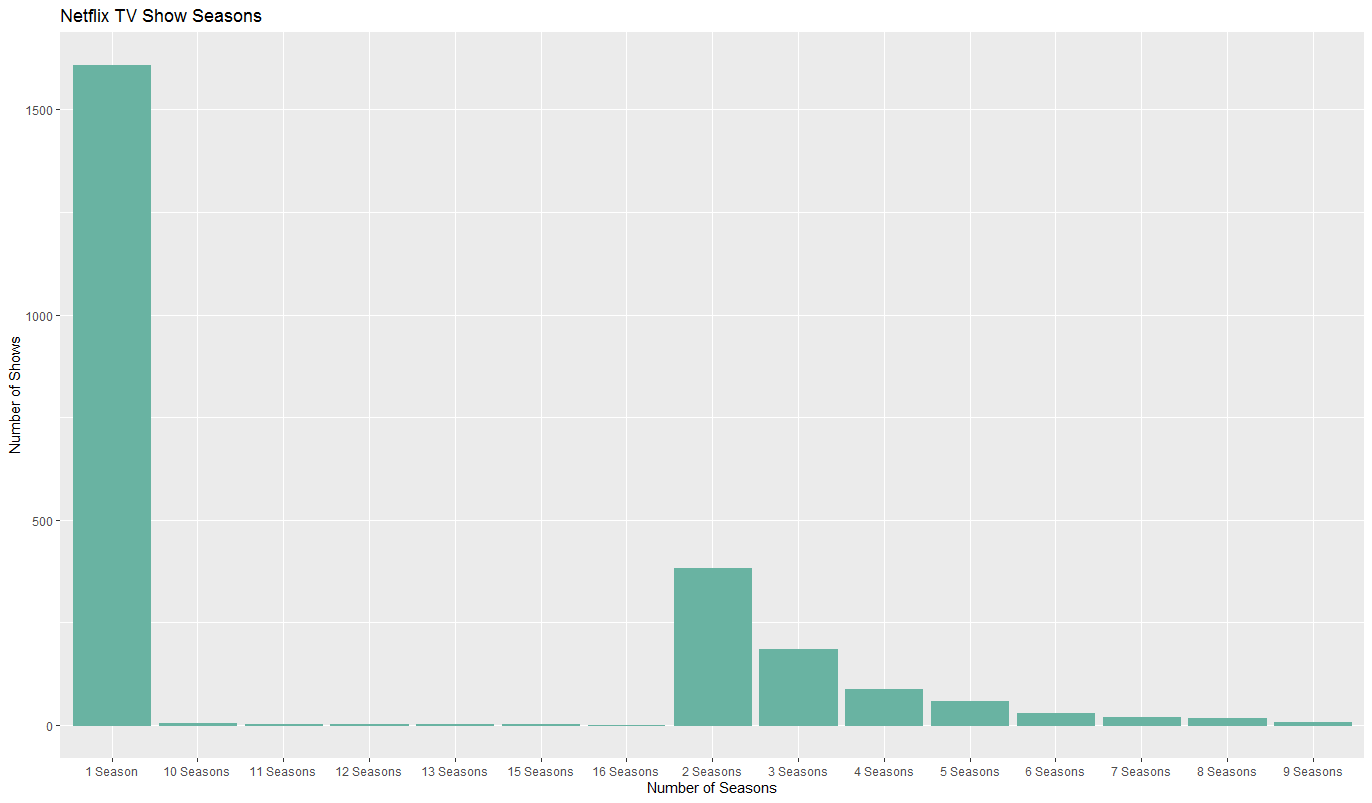 Netflix TV Show Seasons
Number of Shows
1500
1000
500
0
1 Season 10 Seasons 11 Seasons 12 Seasons 13 Seasons 15 Seasons 16 Seasons 2 Seasons 3 Seasons 4 Seasons 5 Seasons 6 Seasons 7 Seasons 8 Seasons 9 Seasons
Number of Seasons